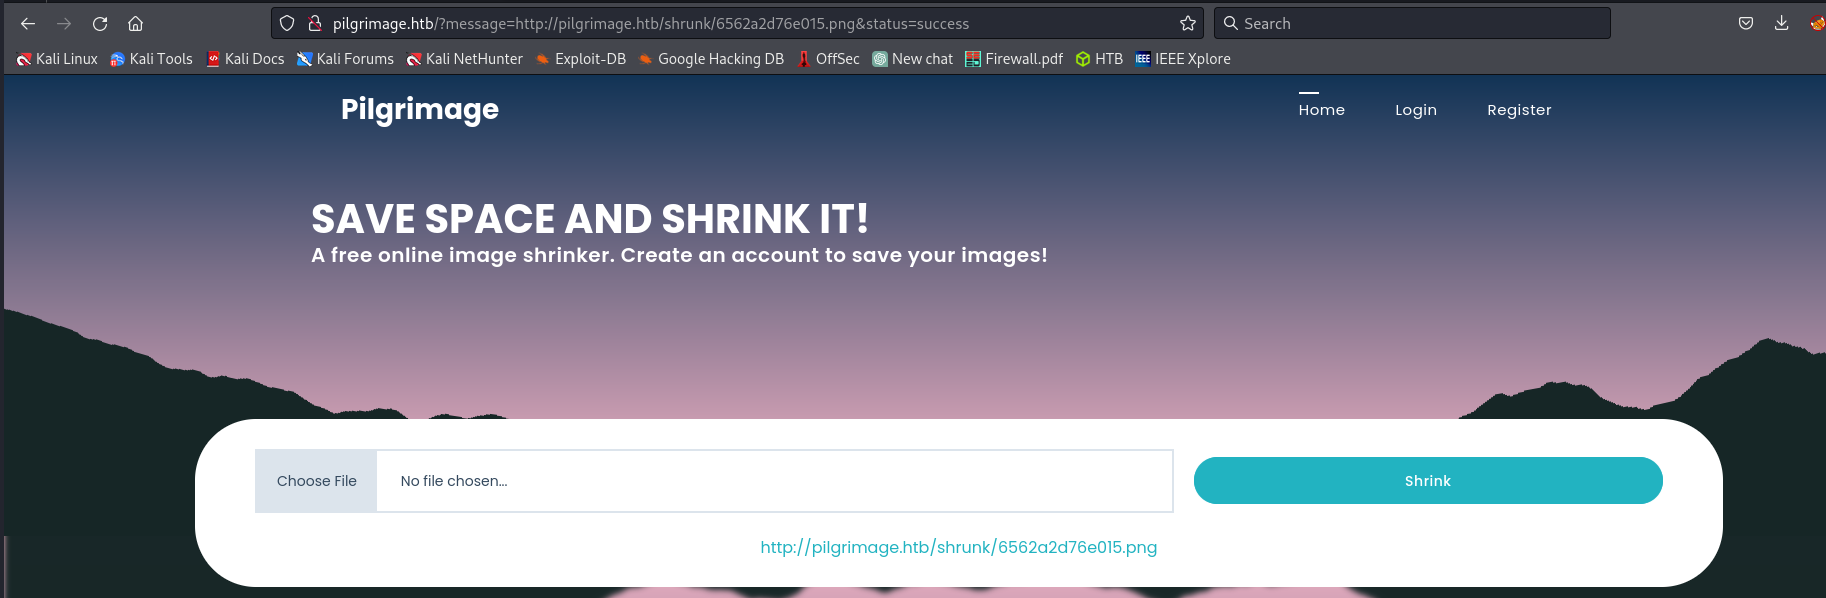 pilgrimage.htb/?message=http://pilgrimage.htb/shrunk/6562a2d76e015.png&status=success
Search
Kali Linux Kali Tools Kali Docs Kali Forums Kali NetHunter Exploit-DB Google Hacking DB OffSec New chat Firewall.pdf HTB IEEE IEEE Xplore
Pilgrimage
Home Login Register
SAVE SPACE AND SHRINK IT!
A free online image shrinker. Create an account to save your images!
Choose File No file chosen... Shrink
http://pilgrimage.htb/shrunk/6562a2d76e015.png